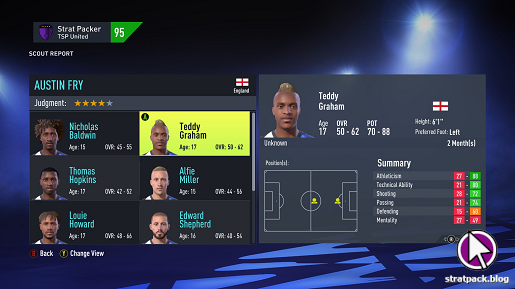 Strat Packer
TSP United
95
SCOUT REPORT
AUSTIN FRY
England
Judgment:
Nicholas
Baldwin
Age: 15 OVR: 45 - 55
Teddy
Graham
Age: 17 OVR: 50 - 62
Thomas
Hopkins
Age: 17 OVR: 42 - 52
Alfie
Miller
Age: 15 OVR: 44 - 56
Louie
Howard
Age: 17 OVR: 48 - 66
Edward
Shepherd
Age: 16 OVR: 48 - 54
Teddy
Graham
Age OVR POT
17 50 - 62 70 - 88
Unknown
Height: 6'1"
Preferred Foot: Left
2 Month(s)
Position(s):
Summary
Athleticism 27 - 88
Technical Ability 21 - 80
Shooting 28 - 72
Passing 21 - 74
Defending 15 - 60
Mentality 27 - 49
B Back Y Change View
stratpack.blog